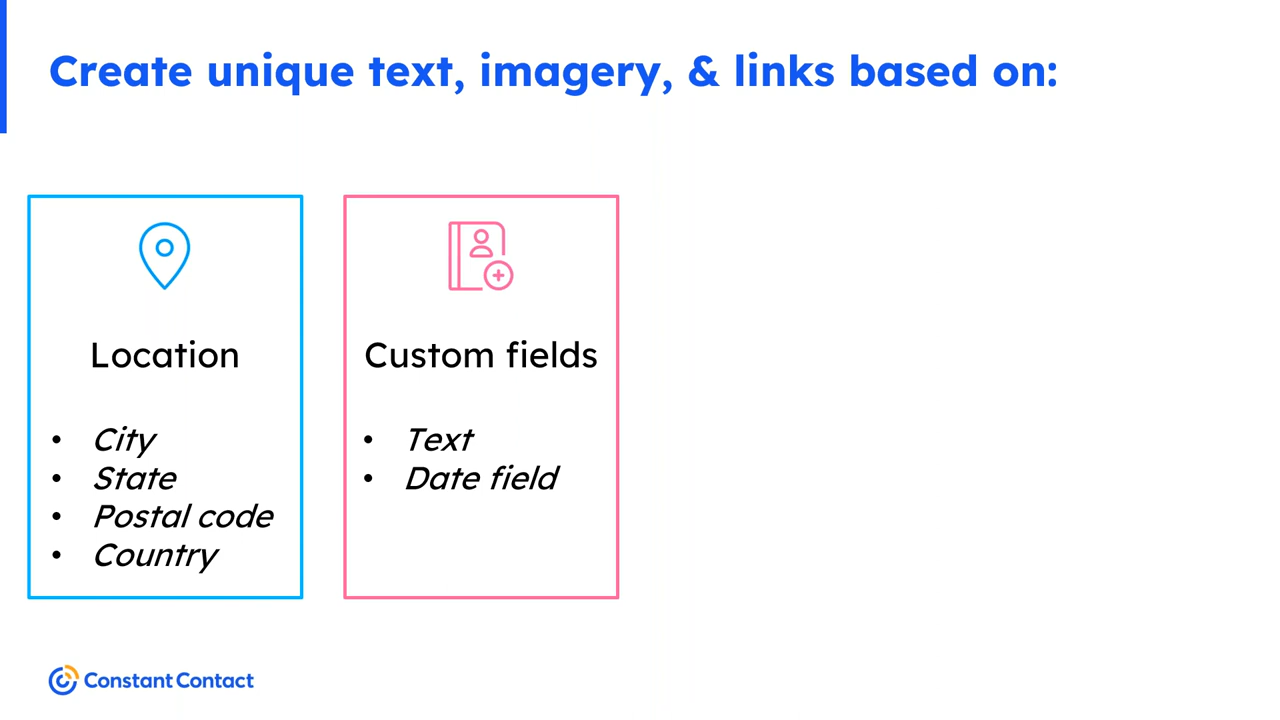 Create unique text, imagery, & links based on:
Location
• City
• State
• Postal code
• Country
Custom fields
• Text
• Date field
Constant Contact